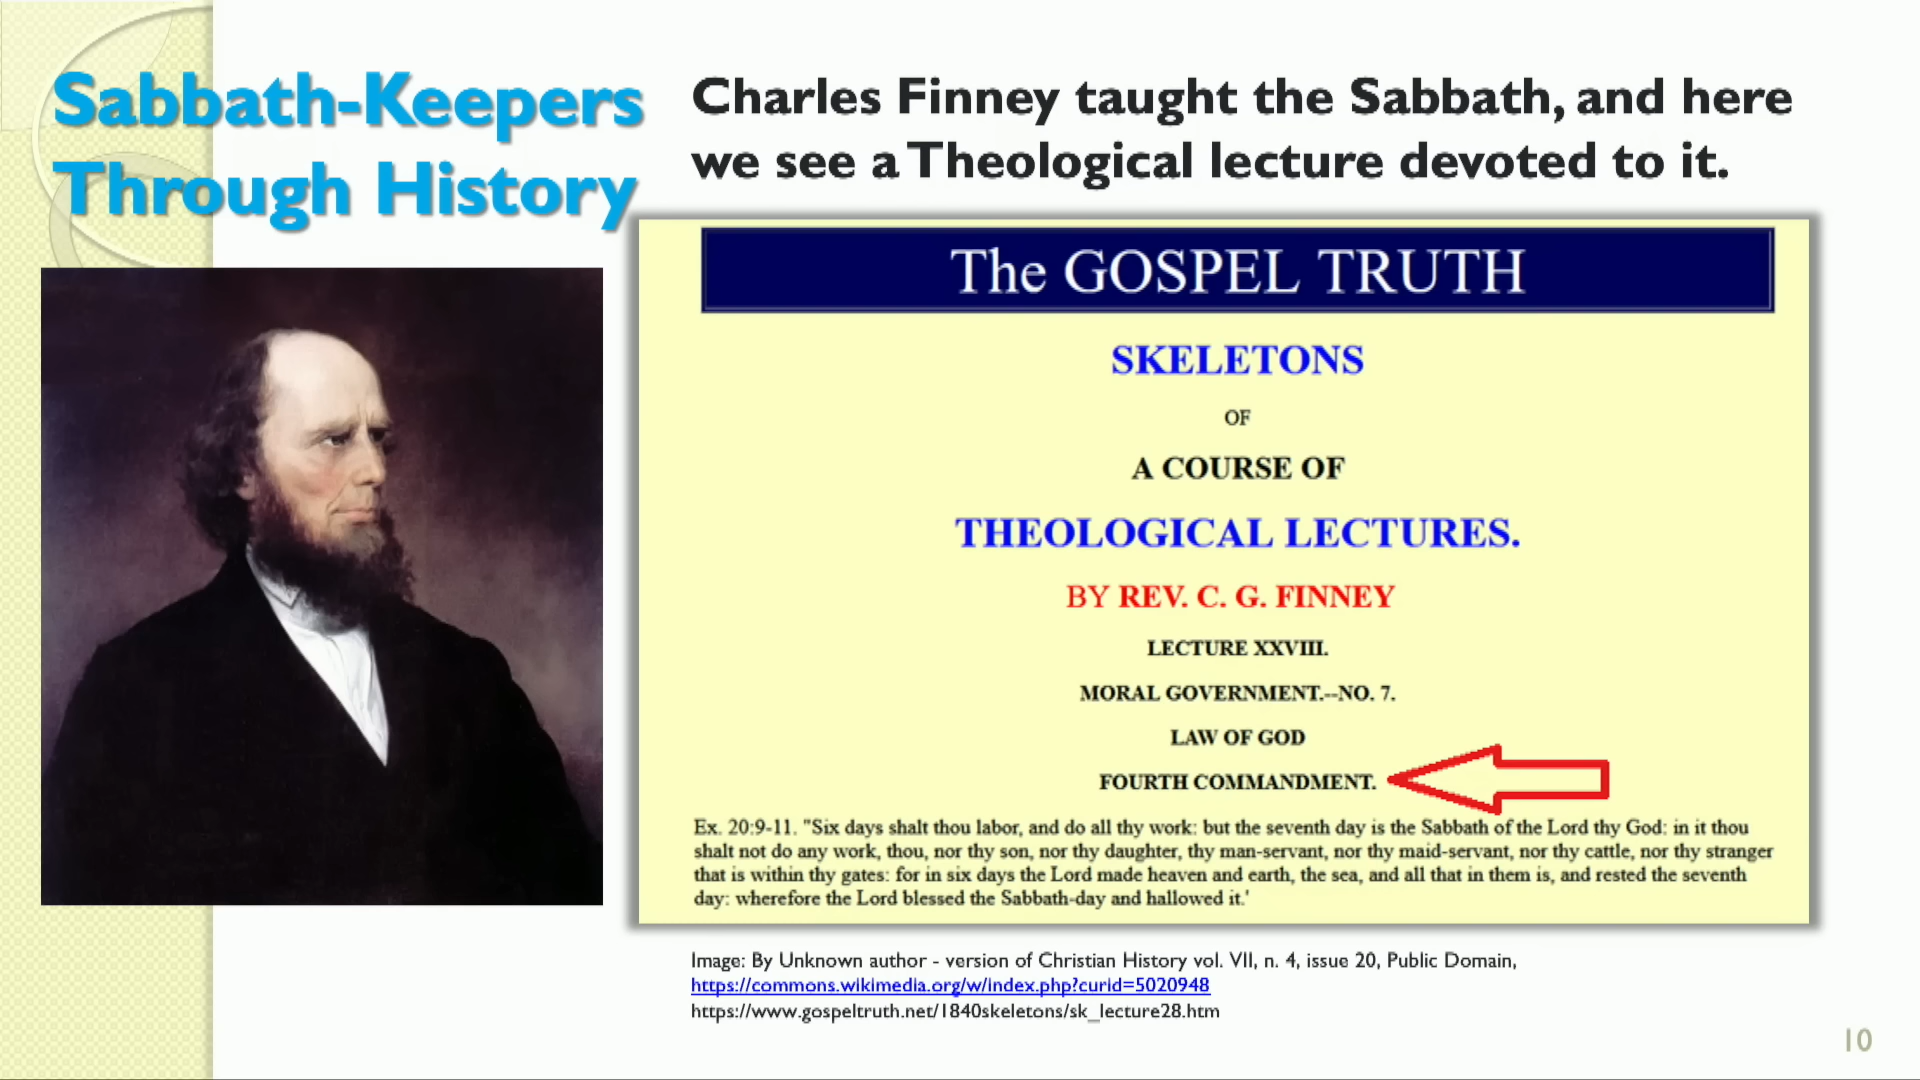 Sabbath-Keepers
Through History
Charles Finney taught the Sabbath, and here
we see a Theological lecture devoted to it.
The GOSPEL TRUTH
SKELETONS
OF
A COURSE OF
THEOLOGICAL LECTURES.
BY REV. C. G. FINNEY
LECTURE XXVIII.
MORAL GOVERNMENT.--NO. 7.
LAW OF GOD
FOURTH COMMANDMENT.
Ex. 20:9-11. "Six days shalt thou labor, and do all thy work: but the seventh day is the Sabbath of the Lord thy God: in it thou
shalt not do any work, thou, nor thy son, nor thy daughter, thy man-servant, nor thy maid-servant, nor thy cattle, nor thy stranger
that is within thy gates: for in six days the Lord made heaven and earth, the sea, and all that in them is, and rested the seventh
day: wherefore the Lord blessed the Sabbath-day and hallowed it.'
Image: By Unknown author - version of Christian History vol. VII, n. 4, issue 20, Public Domain,
https://commons.wikimedia.org/w/index.php?curid=5020948
https://www.gospeltruth.net/1840skeletons/sk_lecture28.htm
10